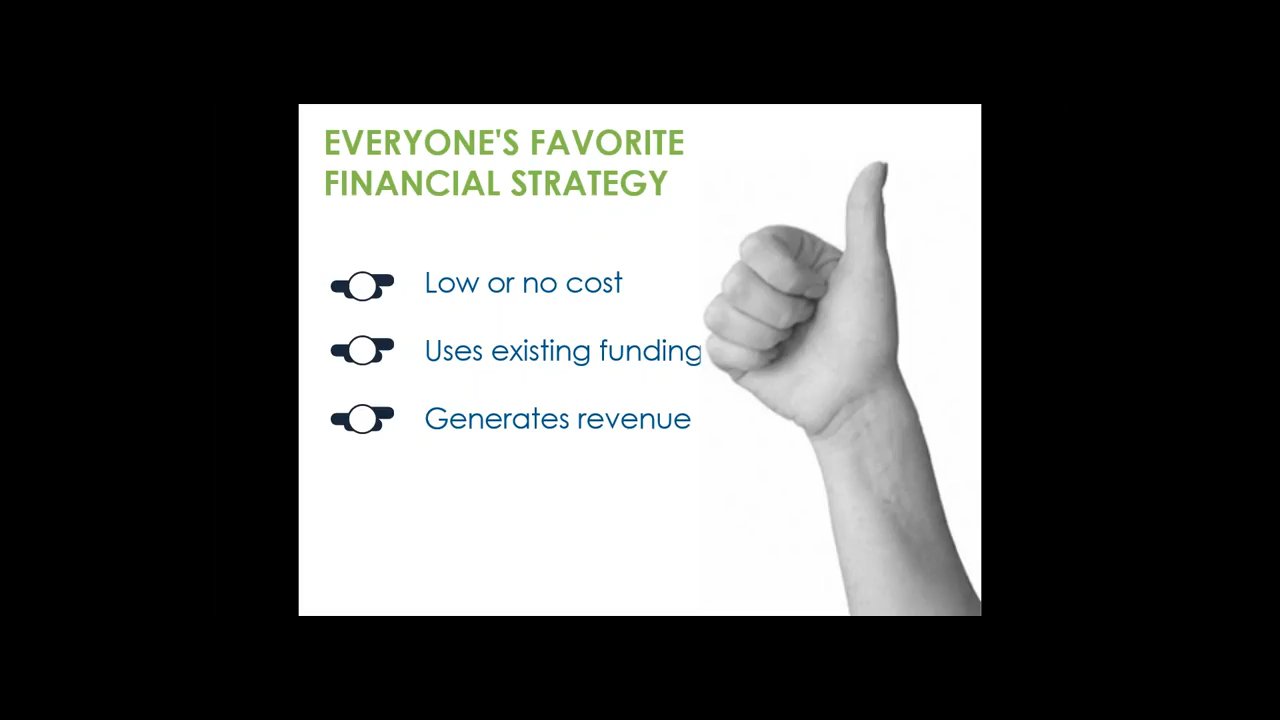 EVERYONE'S FAVORITE
FINANCIAL STRATEGY
Low or no cost
Uses existing funding
Generates revenue